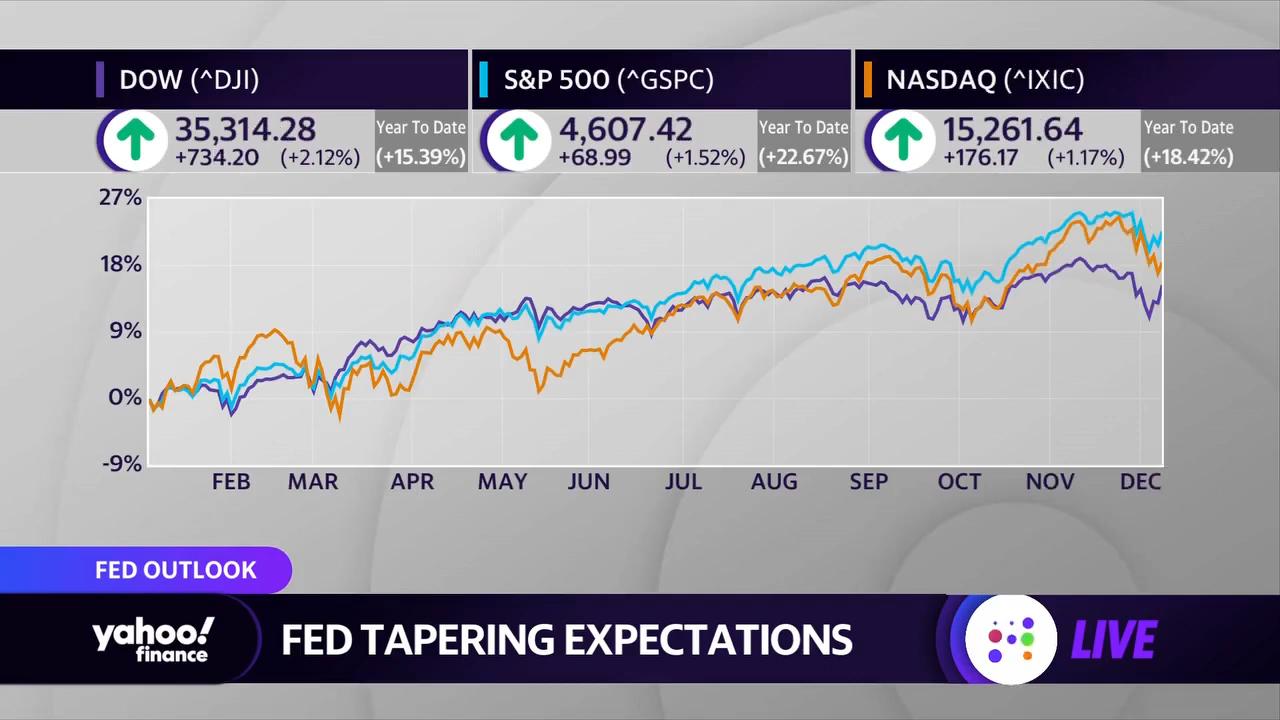 DOW (^DJI)
35,314.28
+734.20 (+2.12%)
Year To Date
(+15.39%)
S&P 500 (^GSPC)
4,607.42
+68.99 (+1.52%)
Year To Date
(+22.67%)
NASDAQ (^IXIC)
15,261.64
+176.17 (+1.17%)
Year To Date
(+18.42%)
27%
18%
9%
0%
-9%
FEB MAR APR MAY JUN JUL AUG SEP OCT NOV DEC
FED OUTLOOK
yahoo!
finance
FED TAPERING EXPECTATIONS
LIVE